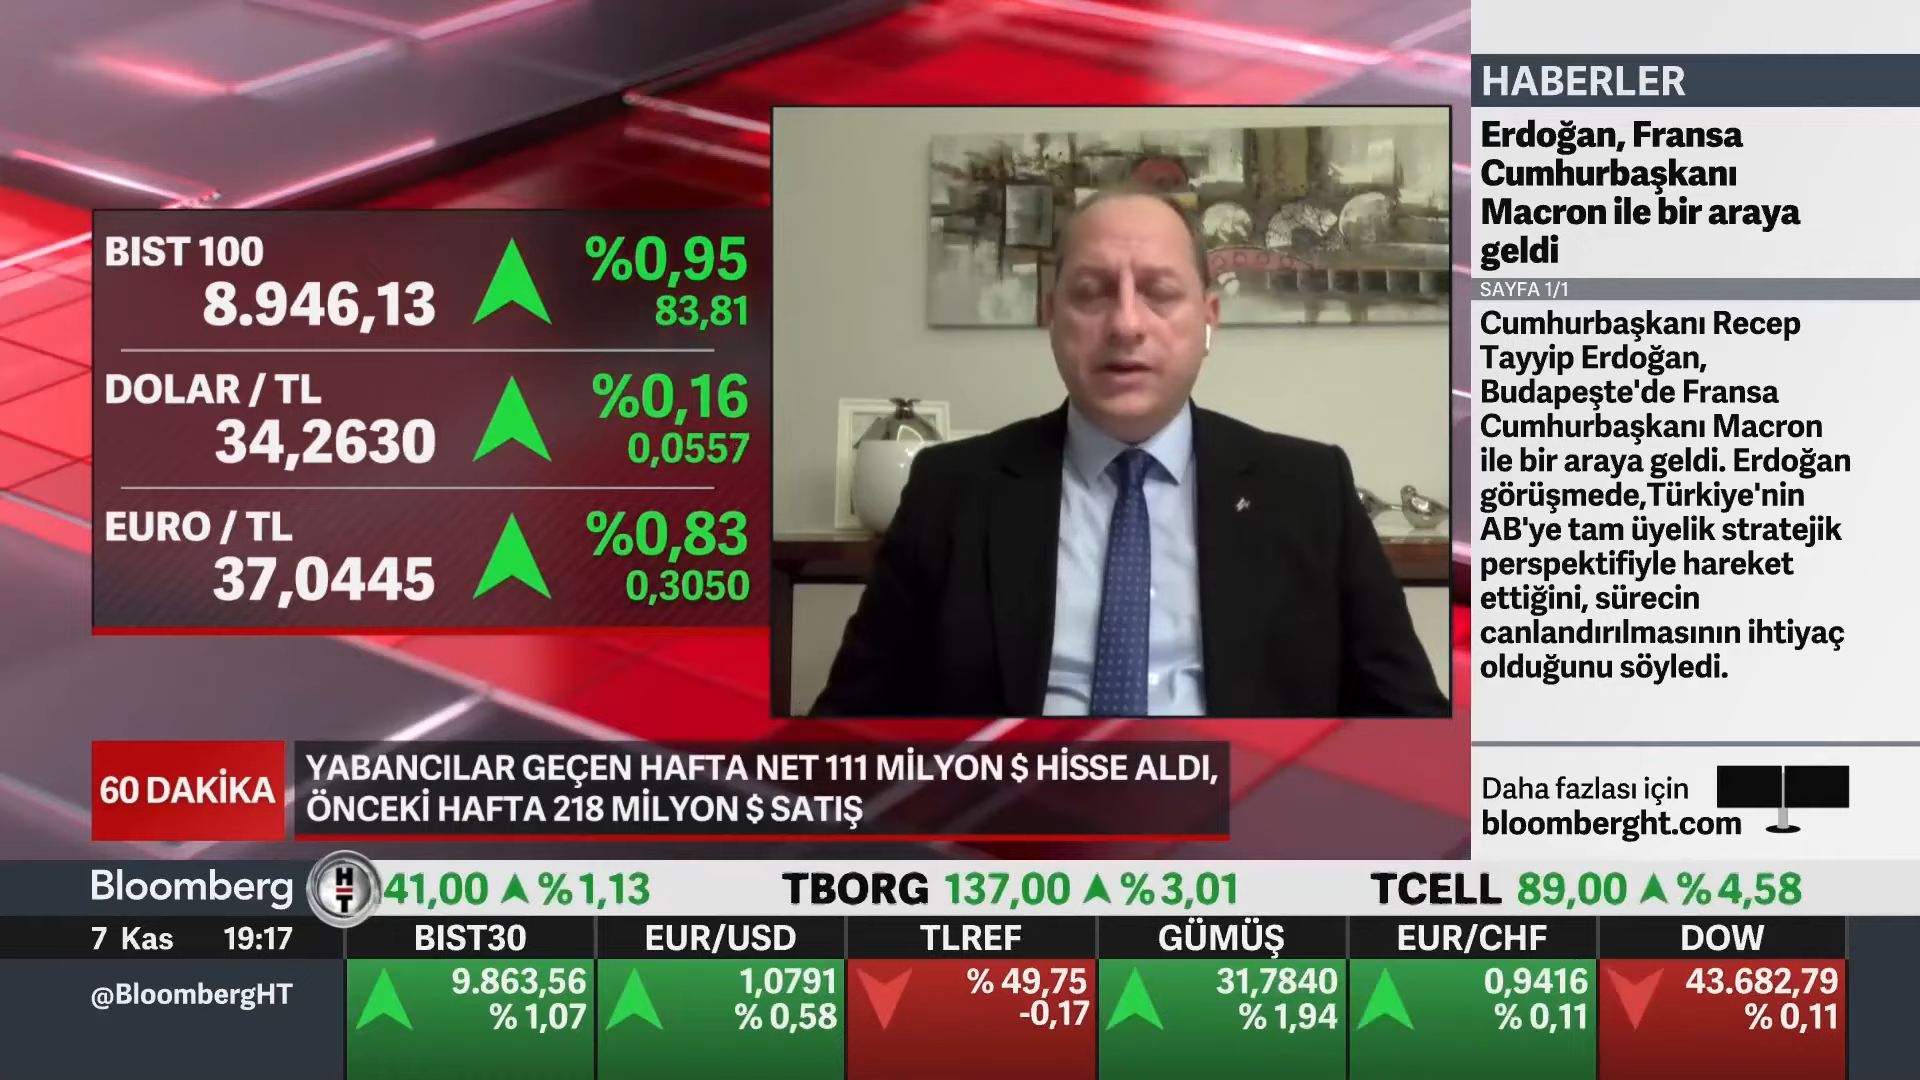 BIST 100
8.946,13
%0,95
83,81
DOLAR / TL
34,2630
%0,16
0,0557
EURO / TL
37,0445
%0,83
0,3050
HABERLER
Erdoğan, Fransa
Cumhurbaşkanı
Macron ile bir araya
geldi
SAYFA 1/1
Cumhurbaşkanı Recep
Tayyip Erdoğan,
Budapeşte'de Fransa
Cumhurbaşkanı Macron
ile bir araya geldi. Erdoğan
görüşmede,Türkiye'nin
AB'ye tam üyelik stratejik
perspektifiyle hareket
ettiğini, sürecin
canlandırılmasının ihtiyaç
olduğunu söyledi.
Daha fazlası için
bloomberght.com
60 DAKİKA
YABANCILAR GEÇEN HAFTA NET 111 MİLYON $ HİSSE ALDI,
ÖNCEKİ HAFTA 218 MİLYON $ SATIŞ
Bloomberg HT
41,00 %1,13 TBORG 137,00 %3,01 TCELL 89,00 %4,58
7 Kas 19:17
@BloombergHT
BIST30
9.863,56
% 1,07
EUR/USD
1,0791
% 0,58
TLREF
% 49,75
-0,17
GÜMÜŞ
31,7840
% 1,94
EUR/CHF
0,9416
% 0,11
DOW
43.682,79
% 0,11